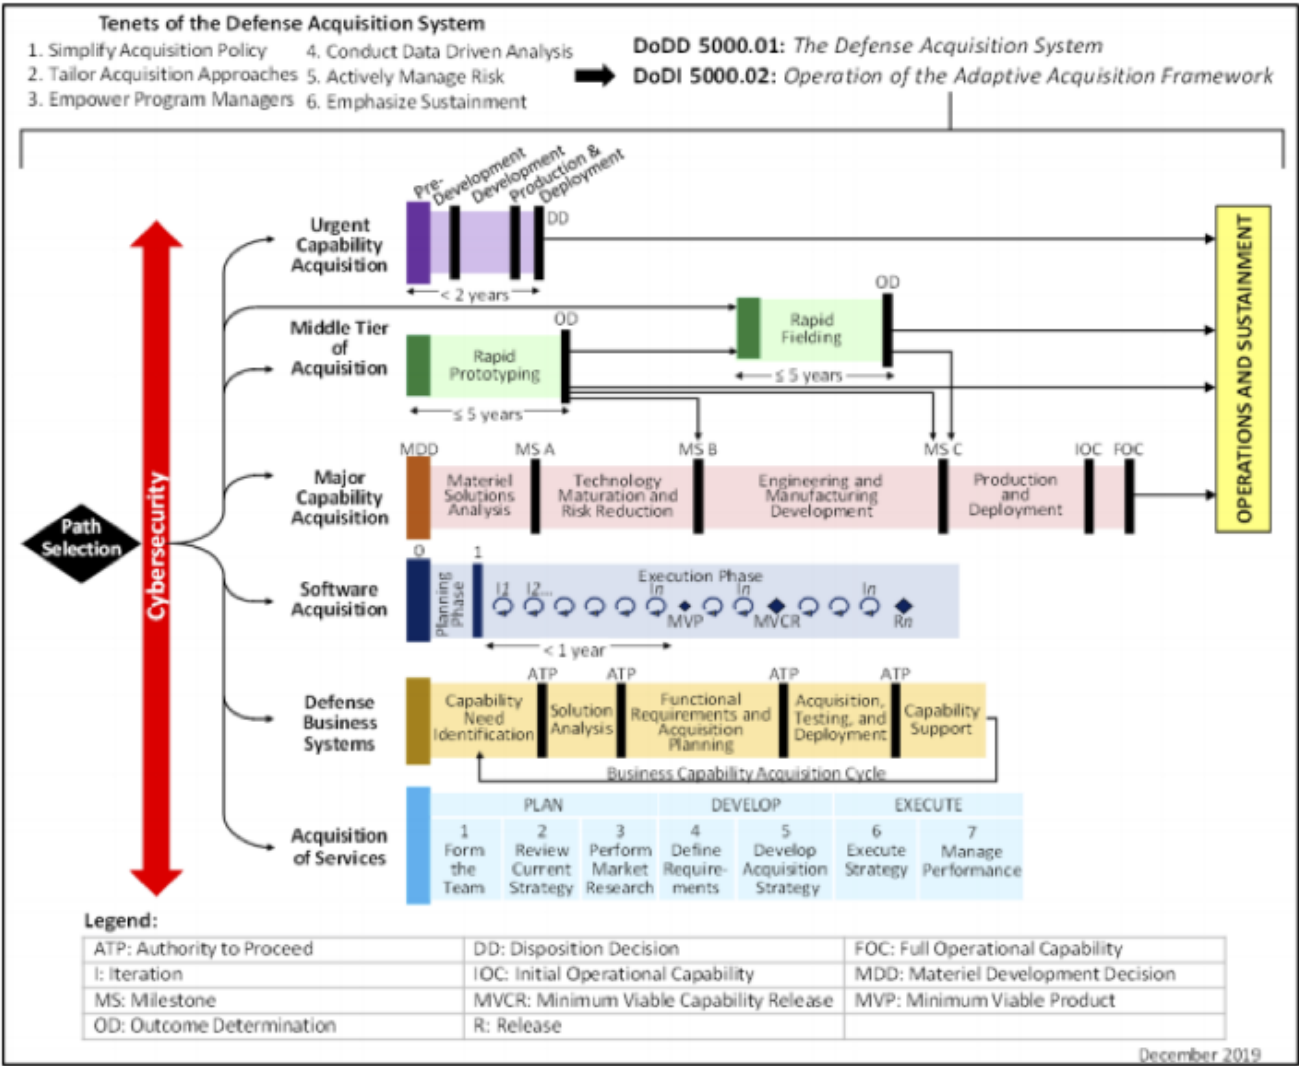 Tenets of the Defense Acquisition System
1. Simplify Acquisition Policy
2. Tailor Acquisition Approaches
3. Empower Program Managers
4. Conduct Data Driven Analysis
5. Actively Manage Risk
6. Emphasize Sustainment
DoDD 5000.01: The Defense Acquisition System
DoDI 5000.02: Operation of the Adaptive Acquisition Framework
Path
Selection
Cybersecurity
OPERATIONS AND SUSTAINMENT
Urgent
Capability
Acquisition
Pre-
Development
Development
Production &
Deployment
DD
< 2 years
Middle Tier
of
Acquisition
Rapid
Prototyping
OD
≤ 5 years
Rapid
Fielding
OD
≤ 5 years
Major
Capability
Acquisition
MDD
Materiel
Solutions
Analysis
MS A
Technology
Maturation and
Risk Reduction
MS B
Engineering and
Manufacturing
Development
MS C
Production
and
Deployment
IOC
FOC
Software
Acquisition
0
Planning
Phase
1
Execution Phase
I1
I2...
In
MVP
In
MVCR
In
Rn
< 1 year
Defense
Business
Systems
Capability
Need
Identification
ATP
Solution
Analysis
ATP
Functional
Requirements and
Acquisition
Planning
ATP
Acquisition,
Testing, and
Deployment
ATP
Capability
Support
Business Capability Acquisition Cycle
Acquisition
of Services
PLAN
DEVELOP
EXECUTE
1
Form
the
Team
2
Review
Current
Strategy
3
Perform
Market
Research
4
Define
Require-
ments
5
Develop
Acquisition
Strategy
6
Execute
Strategy
7
Manage
Performance
Legend:
ATP: Authority to Proceed
DD: Disposition Decision
FOC: Full Operational Capability
I: Iteration
IOC: Initial Operational Capability
MDD: Materiel Development Decision
MS: Milestone
MVCR: Minimum Viable Capability Release
MVP: Minimum Viable Product
OD: Outcome Determination
R: Release
December 2019